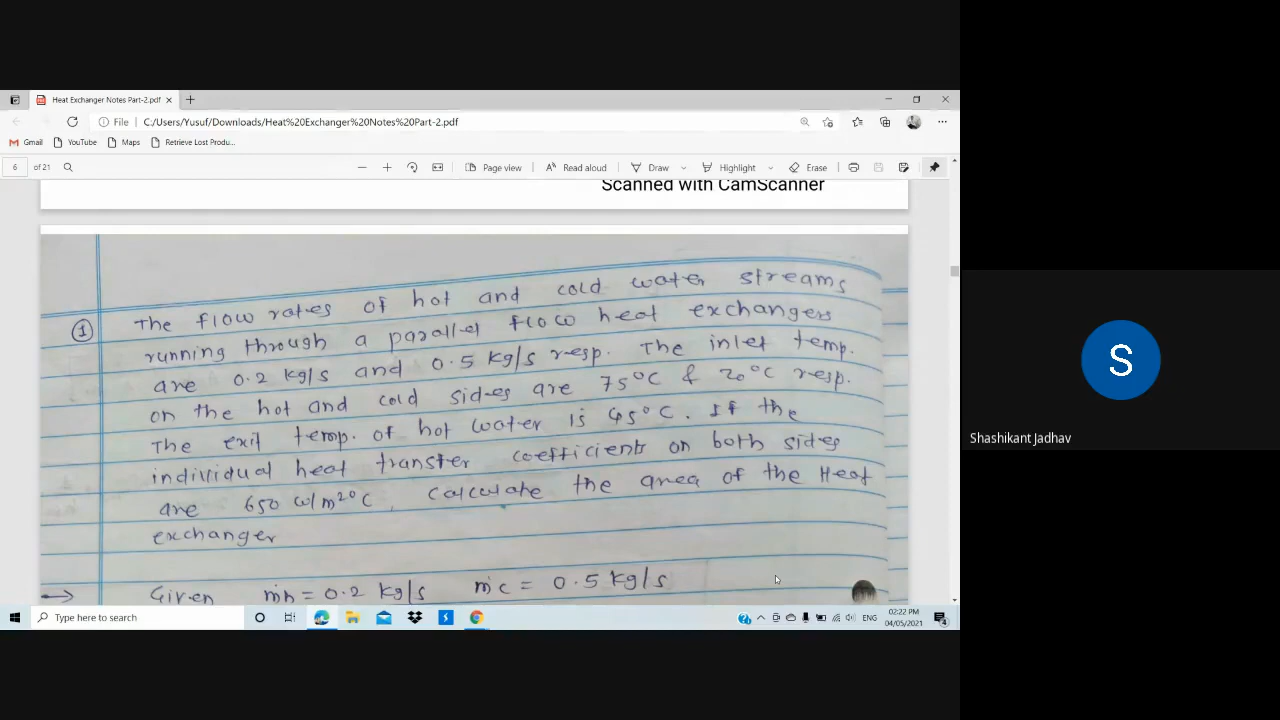 Heat Exchanger Notes Part-2.pdf
File C:/Users/Yusuf/Downloads/Heat%20Exchanger%20Notes%20Part-2.pdf
Gmail YouTube Maps Retrieve Lost Produ...
6 of 21 Page view Read aloud Draw Highlight Erase
Scanned with CamScanner
① The flow rates of hot and cold water streams
running through a parallel flow heat exchangers
are 0.2 kg/s and 0.5 kg/s resp. The inlet temp.
on the hot and cold sides are 75°C & 20°C resp.
The exit temp. of hot water is 45°C. If the
individual heat transfer coefficients on both sides
are 650 w/m²°C, calculate the area of the Heat
exchanger
→ Given ṁh = 0.2 kg/s ṁc = 0.5 kg/s
Type here to search
ENG
02:22 PM
04/05/2021
4
S
Shashikant Jadhav